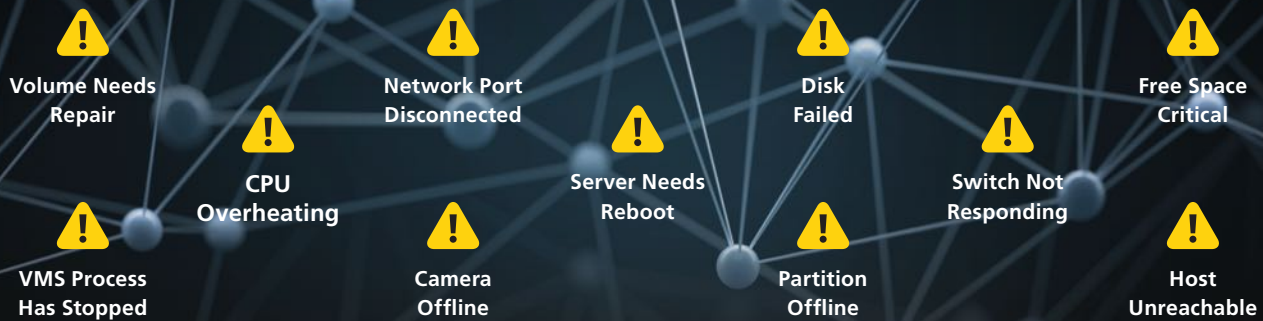 Volume Needs
Repair
Network Port
Disconnected
Disk
Failed
Free Space
Critical
CPU
Overheating
Server Needs
Reboot
Switch Not
Responding
VMS Process
Has Stopped
Camera
Offline
Partition
Offline
Host
Unreachable